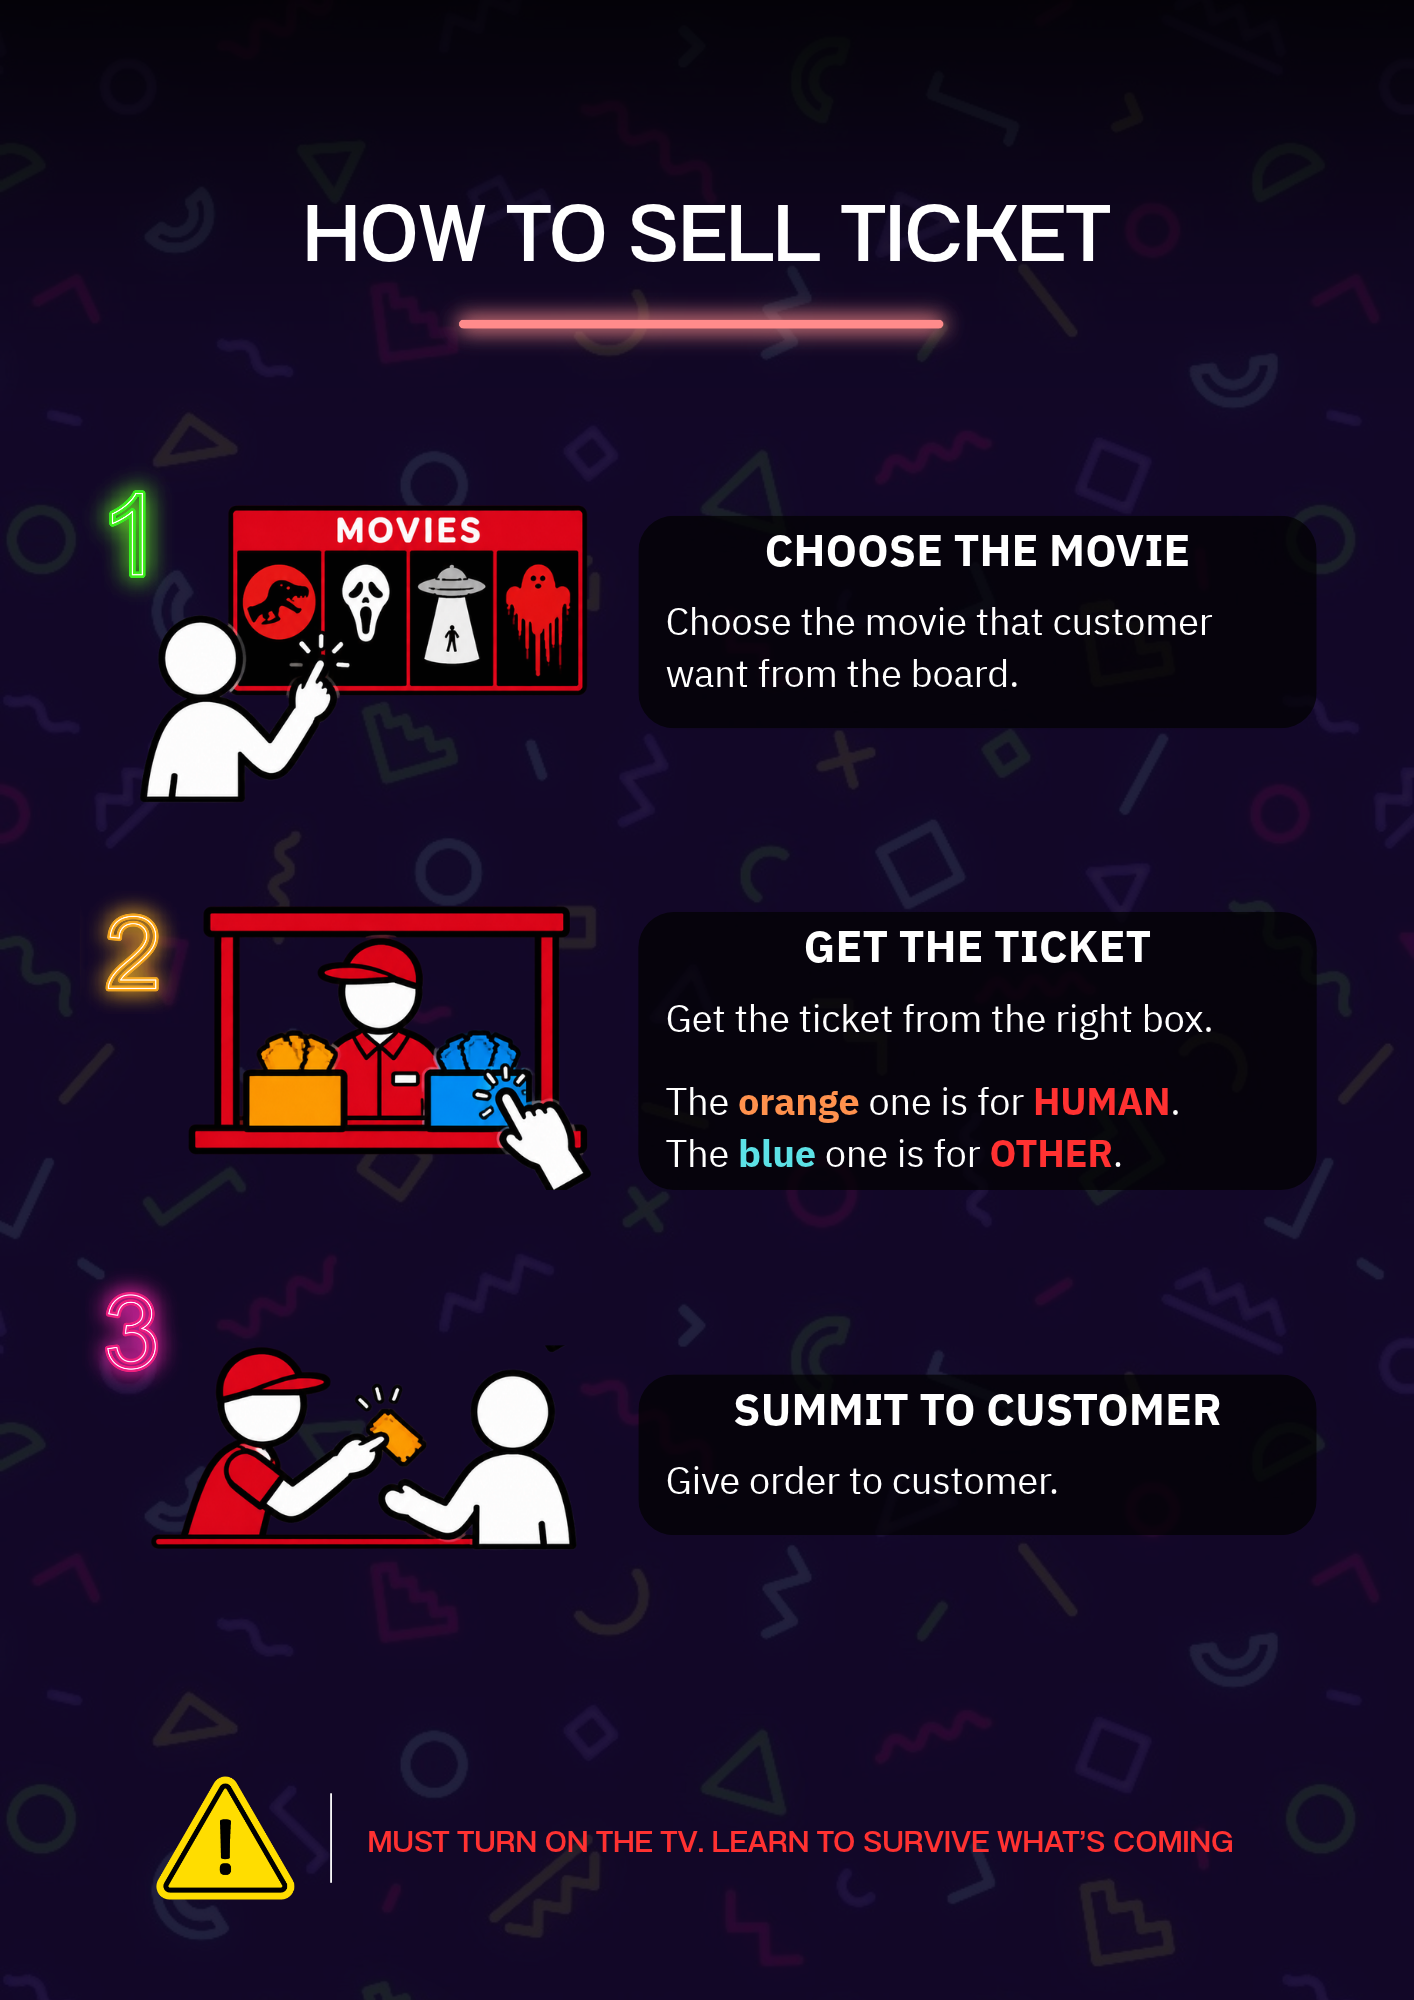 HOW TO SELL TICKET
1
MOVIES
CHOOSE THE MOVIE
Choose the movie that customer
want from the board.
2
GET THE TICKET
Get the ticket from the right box.
The orange one is for HUMAN.
The blue one is for OTHER.
3
SUMMIT TO CUSTOMER
Give order to customer.
!
MUST TURN ON THE TV. LEARN TO SURVIVE WHAT'S COMING